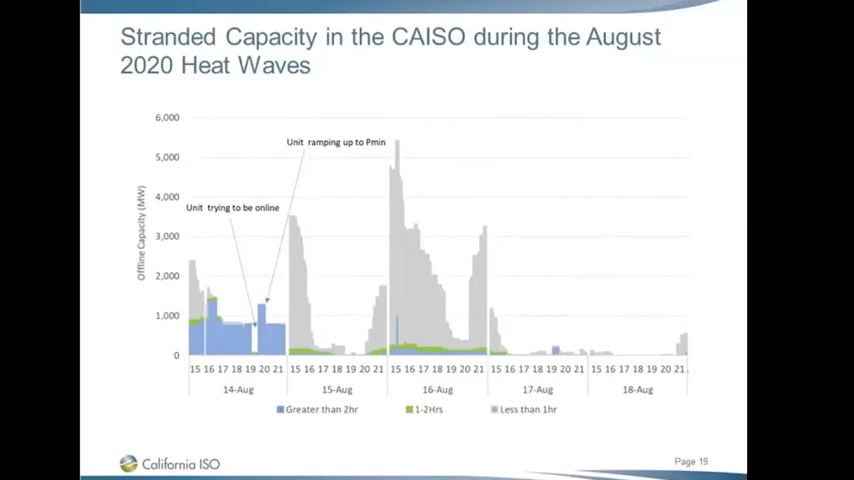 Stranded Capacity in the CAISO during the August
2020 Heat Waves
6,000
5,000
4,000
3,000
2,000
1,000
0
Offline Capacity (MW)
Unit ramping up to Pmin
Unit trying to be online
15 16 17 18 19 20 21 15 16 17 18 19 20 21 15 16 17 18 19 20 21 15 16 17 18 19 20 21 15 16 17 18 19 20 21
14-Aug 15-Aug 16-Aug 17-Aug 18-Aug
Greater than 2hr 1-2Hrs Less than 1hr
California ISO
Page 19